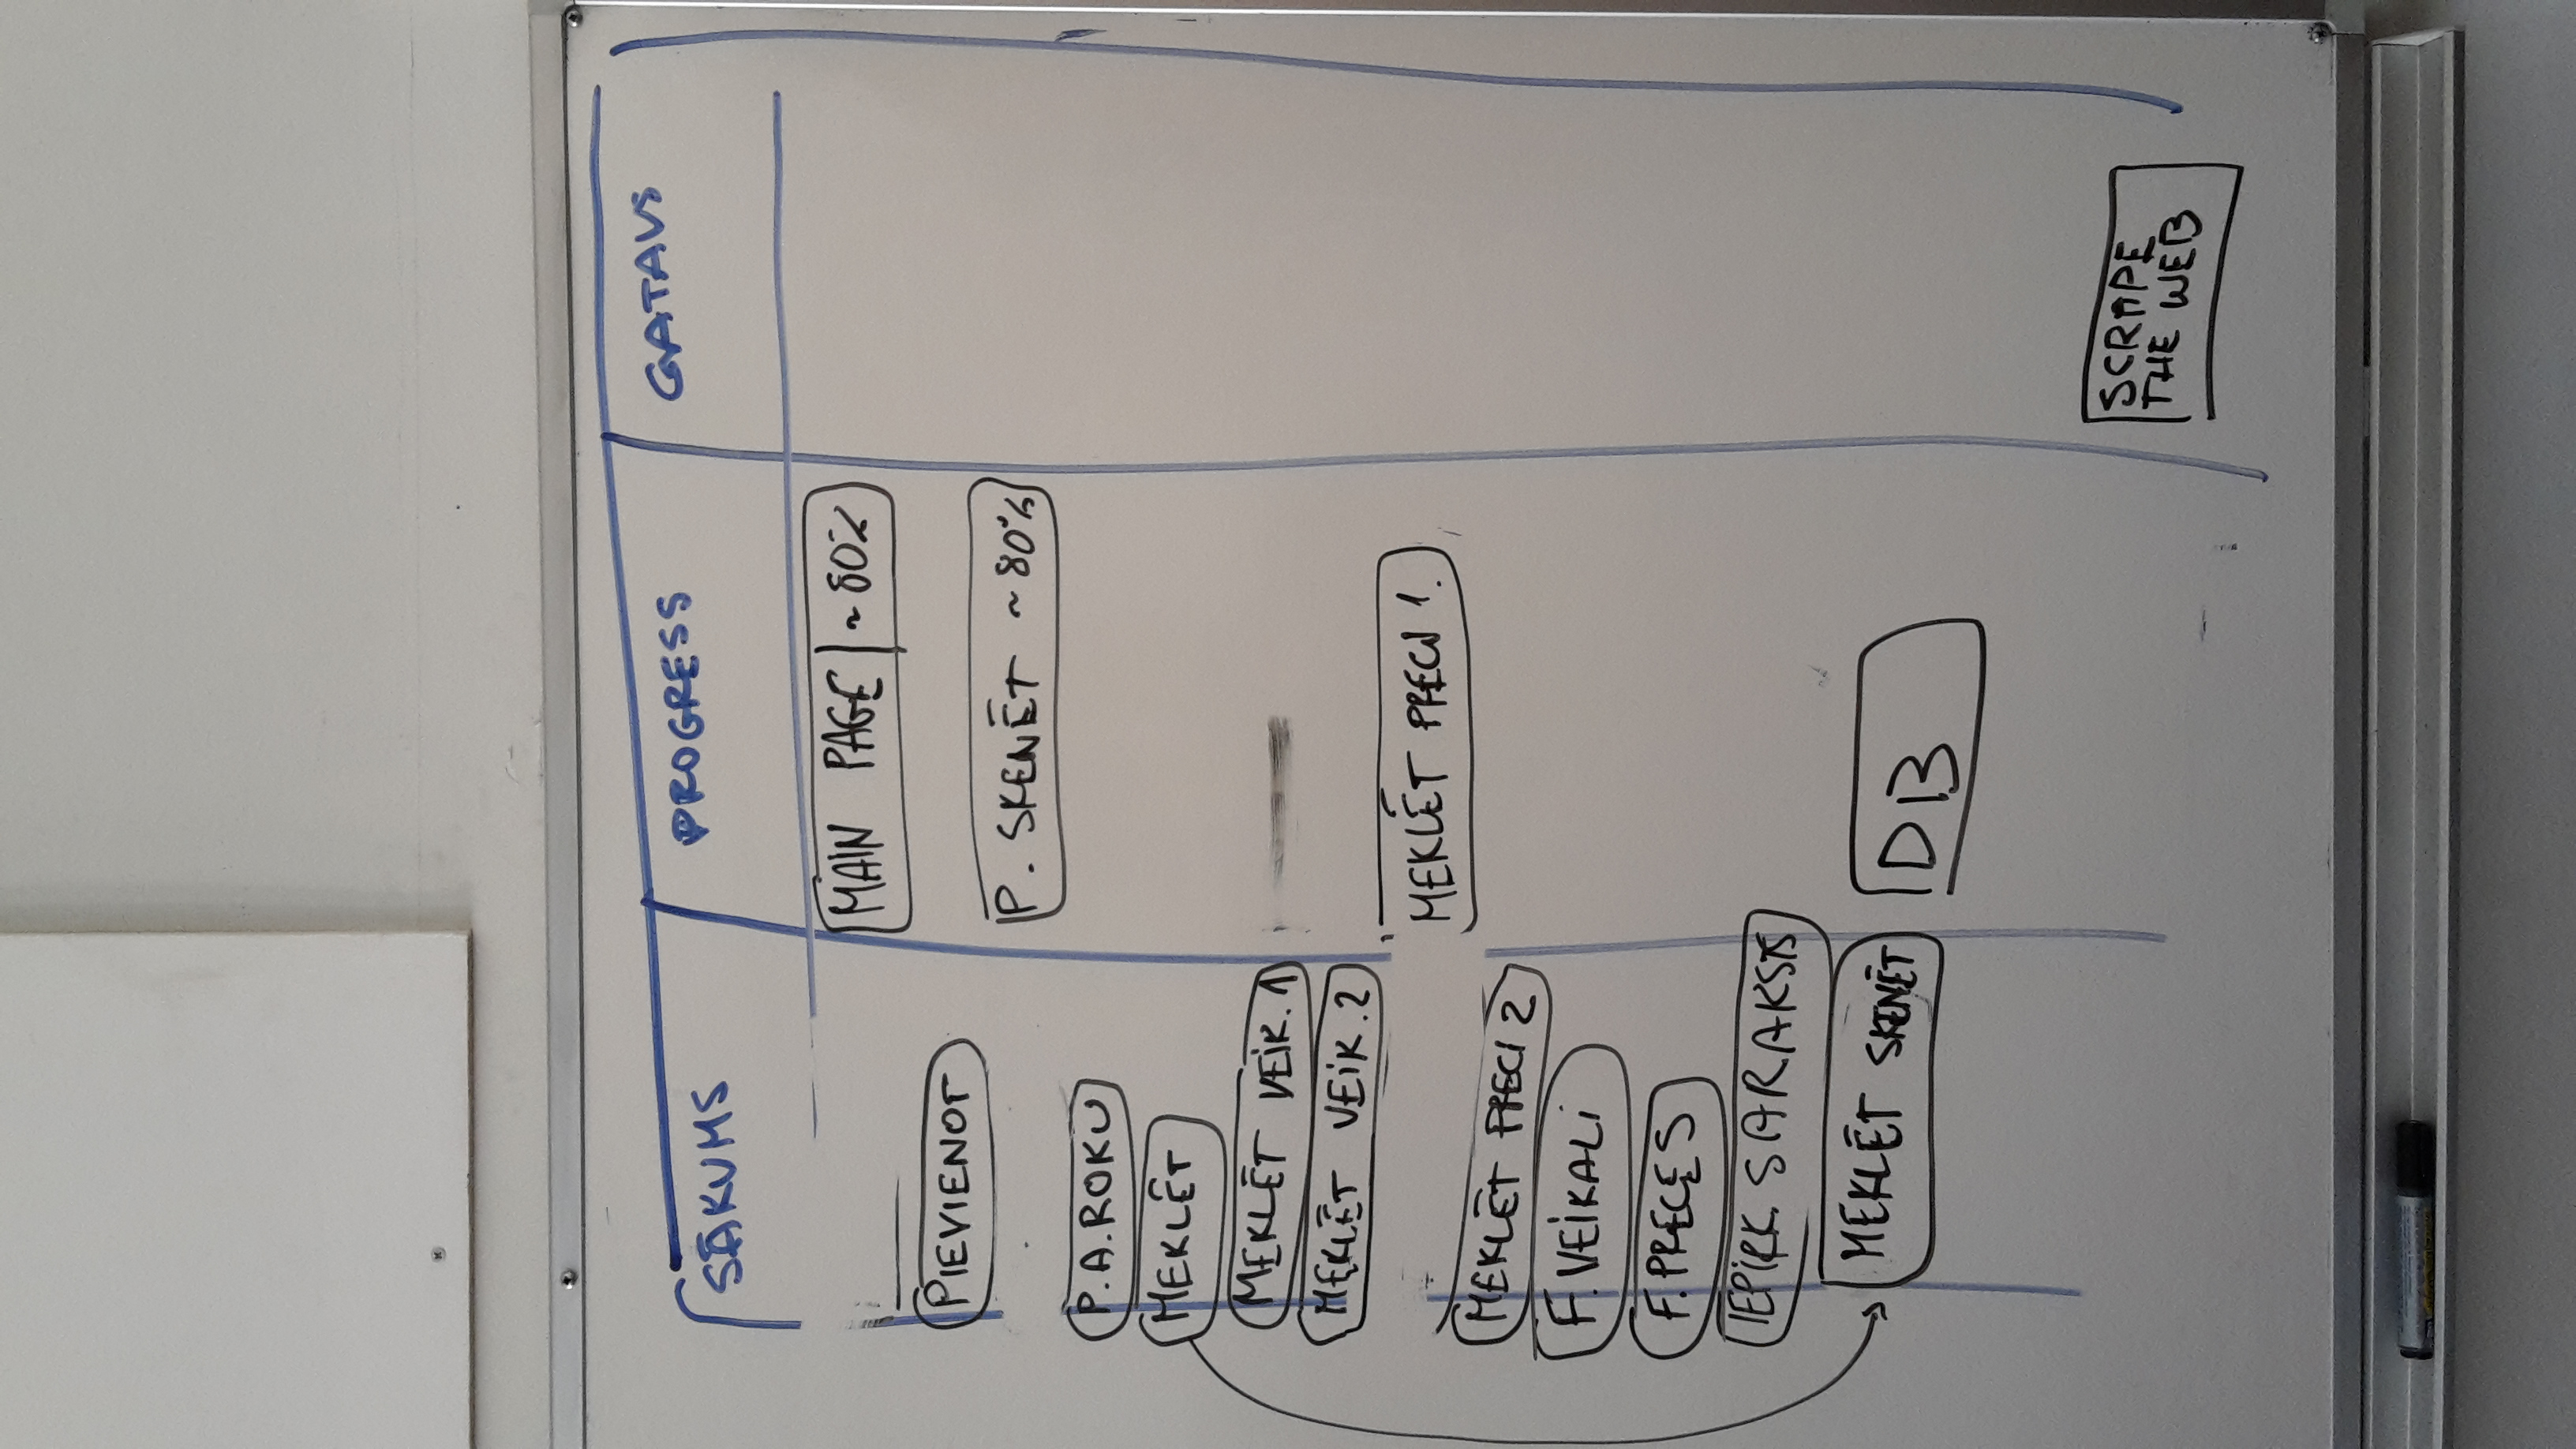 SĀKUMS
PROGRESS
GATAVS
MAIN PAGE ~80%
PIEVIENOT
P. SKENĒT ~80%
P.A.ROKU
MEKLĒT
MEKLĒT VEIK.1
MEKLĒT VEIK.2
MEKLĒT PRECI 1.
MEKLĒT PRECI 2
F.VEIKALI
F.PRECES
IEPIRK. SARAKSTS
MEKLĒT SKENĒT
DB
SCRAPE
THE WEB